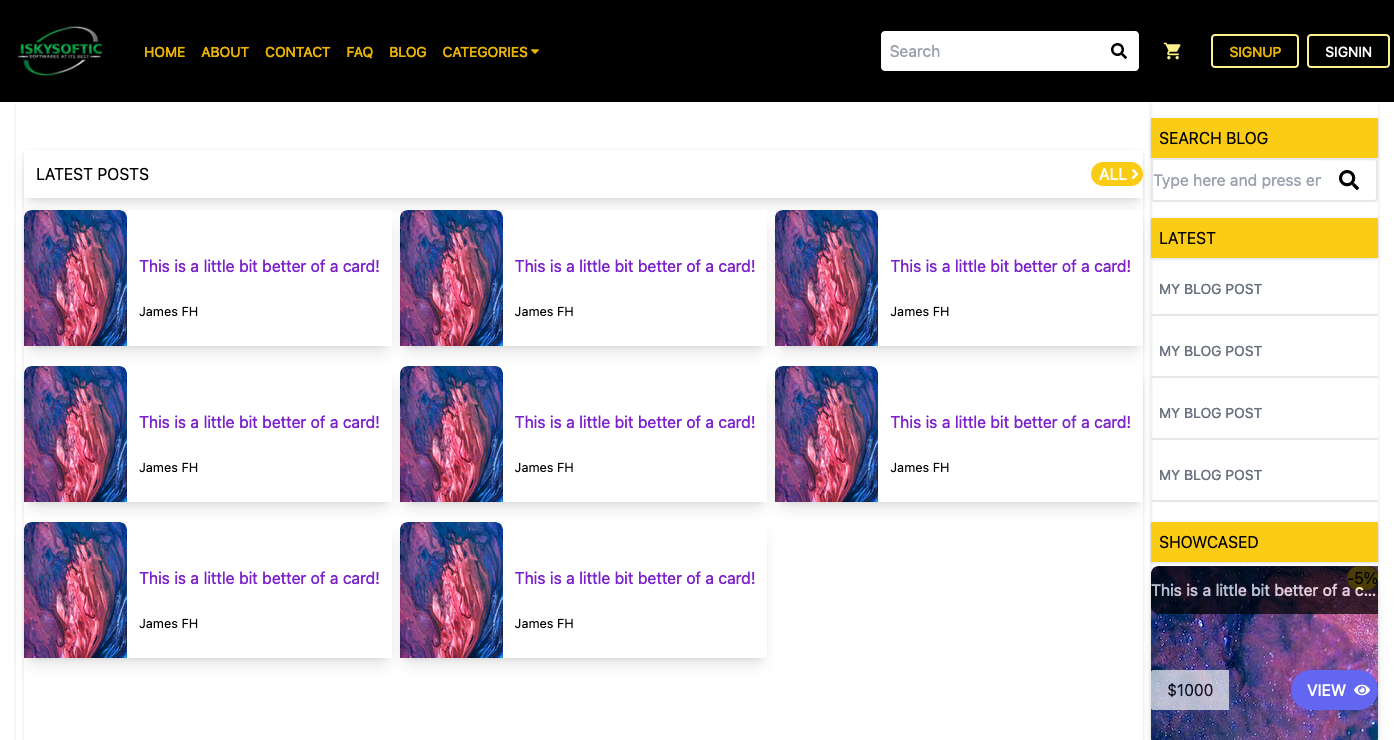 ISKYSOFTIC
SOFTWARES AT ITS BEST
HOME ABOUT CONTACT FAQ BLOG CATEGORIES
Search
SIGNUP SIGNIN
LATEST POSTS
ALL
This is a little bit better of a card!
James FH
This is a little bit better of a card!
James FH
This is a little bit better of a card!
James FH
This is a little bit better of a card!
James FH
This is a little bit better of a card!
James FH
This is a little bit better of a card!
James FH
This is a little bit better of a card!
James FH
This is a little bit better of a card!
James FH
SEARCH BLOG
Type here and press er
LATEST
MY BLOG POST
MY BLOG POST
MY BLOG POST
MY BLOG POST
SHOWCASED
-5%
This is a little bit better of a c...
$1000
VIEW